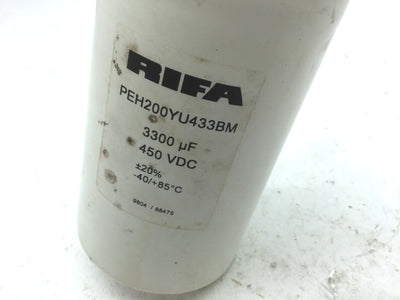 RIFA
PEH200YU433BM
3300 µF
450 VDC
±20%
-40/+85°C
9804 / 88475